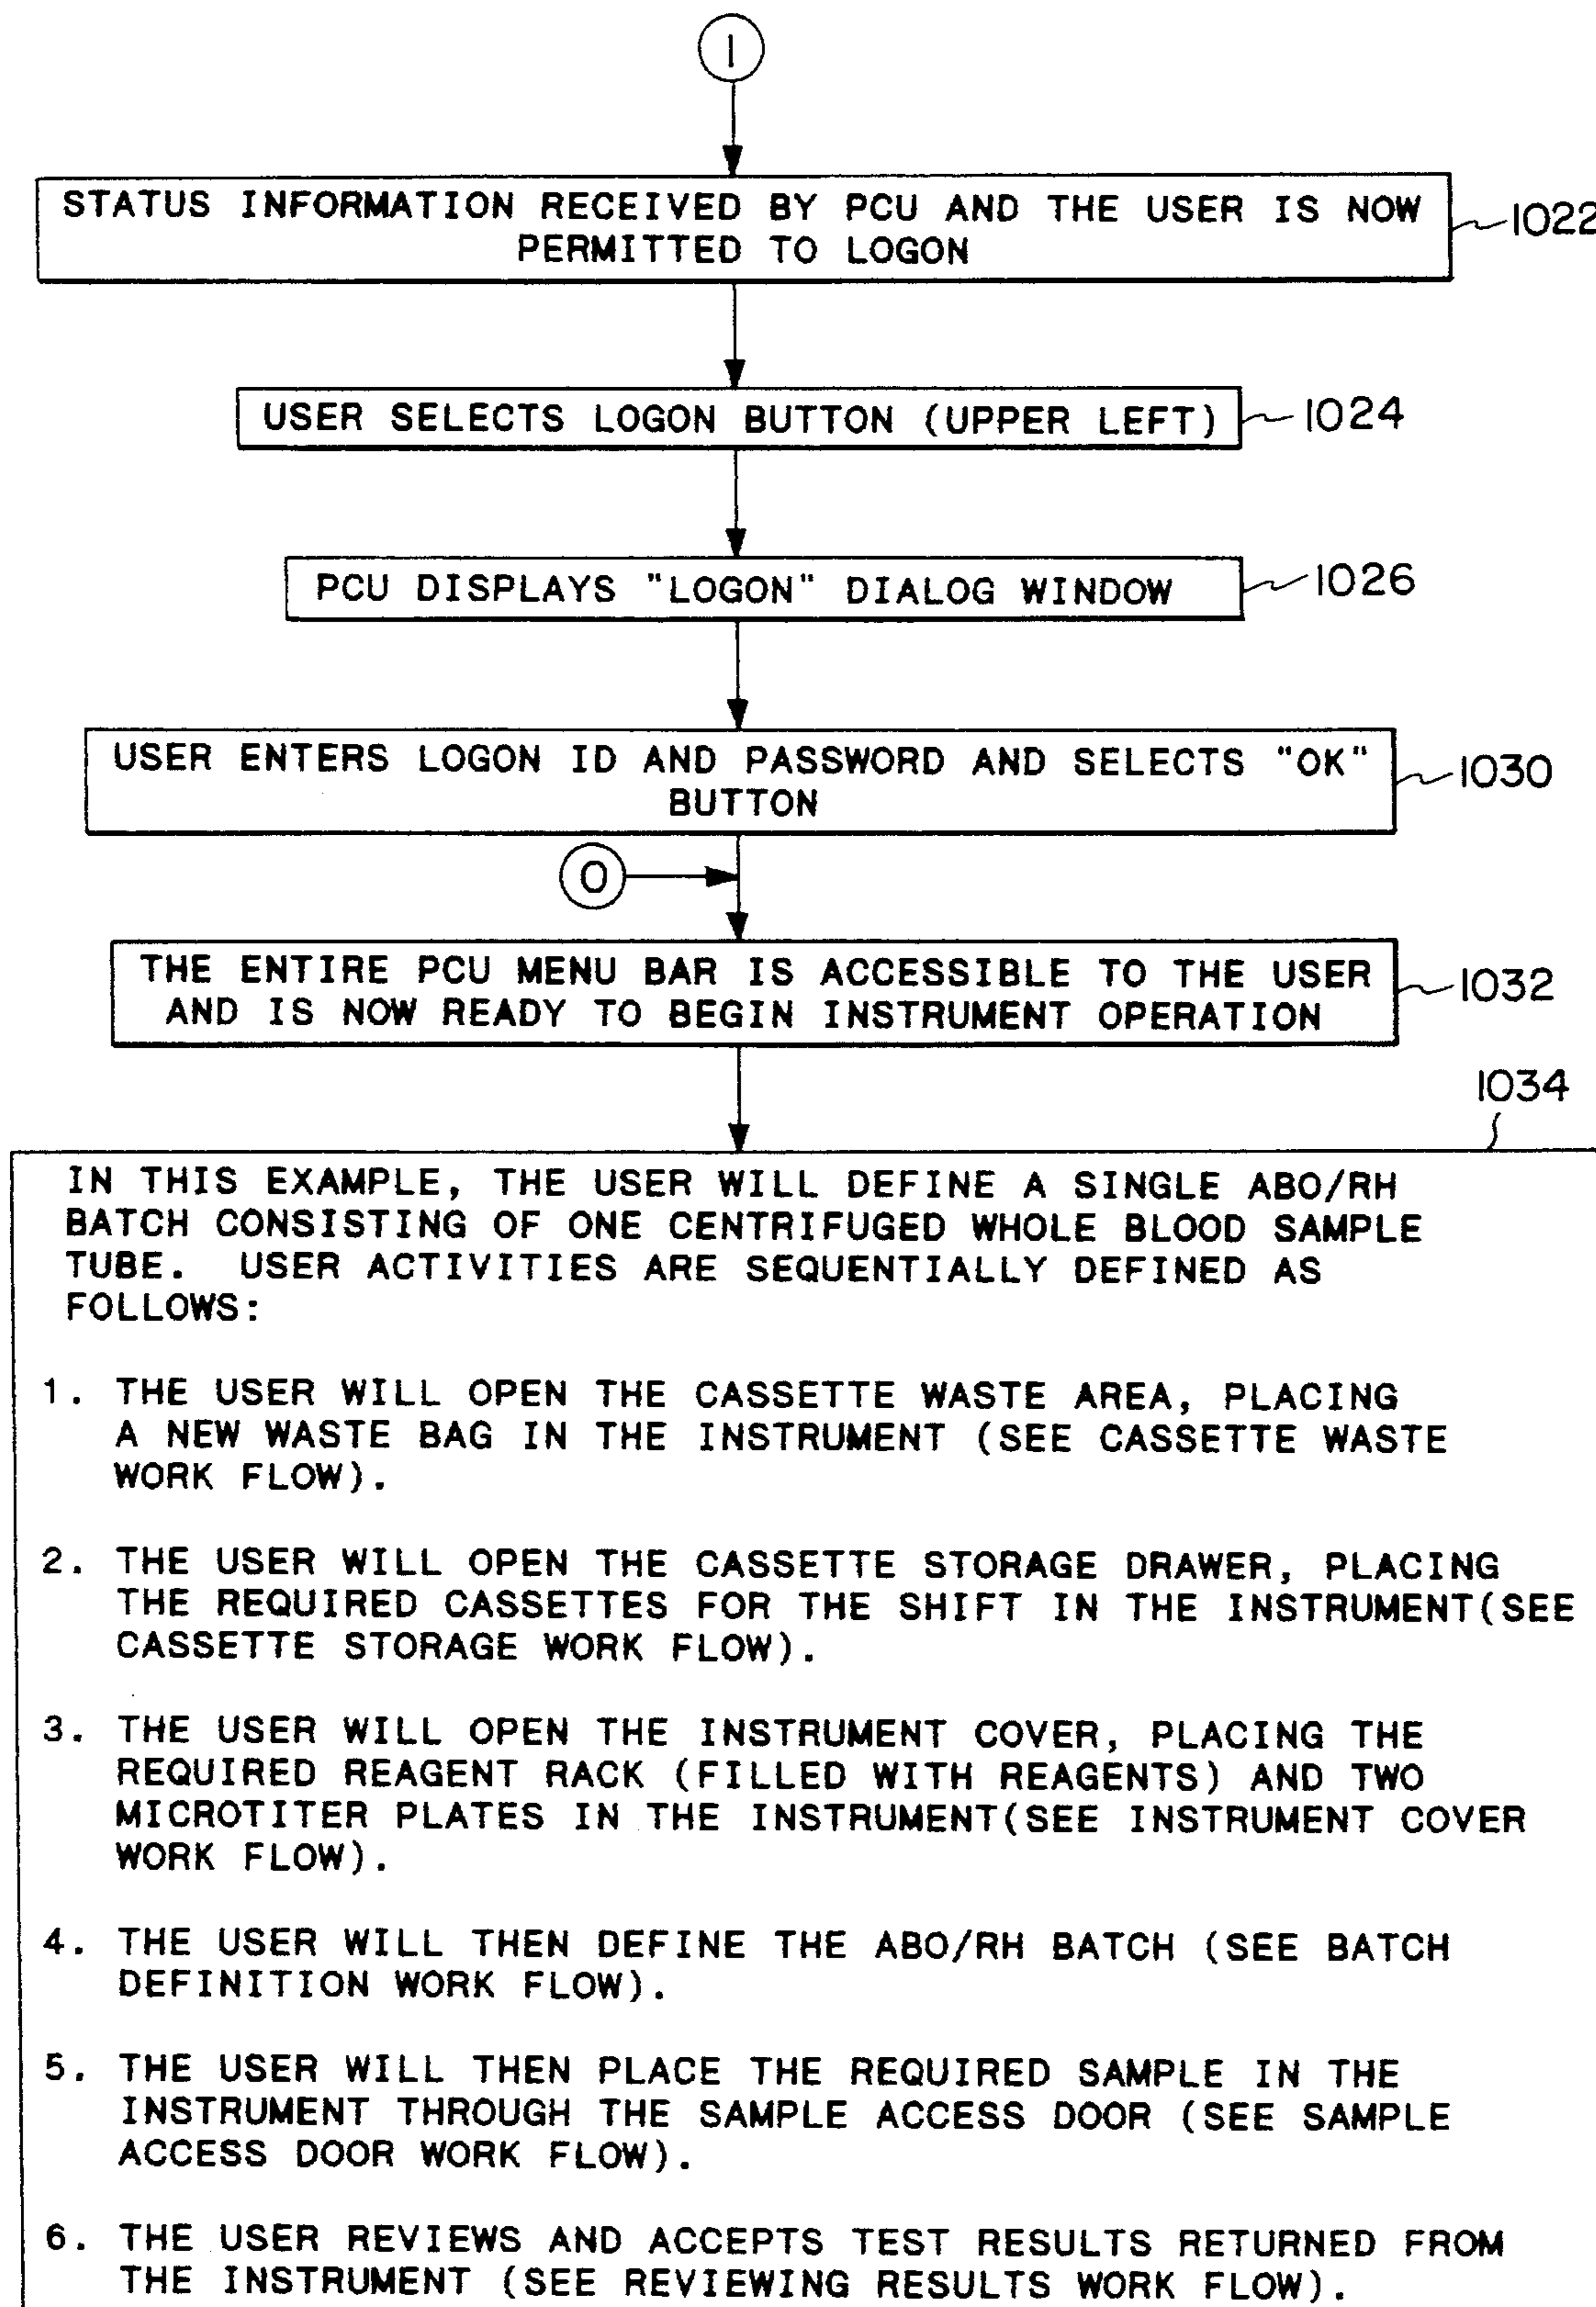 1
STATUS INFORMATION RECEIVED BY PCU AND THE USER IS NOW
PERMITTED TO LOGON
1022
USER SELECTS LOGON BUTTON (UPPER LEFT)
1024
PCU DISPLAYS "LOGON" DIALOG WINDOW
1026
USER ENTERS LOGON ID AND PASSWORD AND SELECTS "OK"
BUTTON
1030
0
THE ENTIRE PCU MENU BAR IS ACCESSIBLE TO THE USER
AND IS NOW READY TO BEGIN INSTRUMENT OPERATION
1032
1034
IN THIS EXAMPLE, THE USER WILL DEFINE A SINGLE ABO/RH
BATCH CONSISTING OF ONE CENTRIFUGED WHOLE BLOOD SAMPLE
TUBE. USER ACTIVITIES ARE SEQUENTIALLY DEFINED AS
FOLLOWS:
1. THE USER WILL OPEN THE CASSETTE WASTE AREA, PLACING
A NEW WASTE BAG IN THE INSTRUMENT (SEE CASSETTE WASTE
WORK FLOW).
2. THE USER WILL OPEN THE CASSETTE STORAGE DRAWER, PLACING
THE REQUIRED CASSETTES FOR THE SHIFT IN THE INSTRUMENT(SEE
CASSETTE STORAGE WORK FLOW).
3. THE USER WILL OPEN THE INSTRUMENT COVER, PLACING THE
REQUIRED REAGENT RACK (FILLED WITH REAGENTS) AND TWO
MICROTITER PLATES IN THE INSTRUMENT(SEE INSTRUMENT COVER
WORK FLOW).
4. THE USER WILL THEN DEFINE THE ABO/RH BATCH (SEE BATCH
DEFINITION WORK FLOW).
5. THE USER WILL THEN PLACE THE REQUIRED SAMPLE IN THE
INSTRUMENT THROUGH THE SAMPLE ACCESS DOOR (SEE SAMPLE
ACCESS DOOR WORK FLOW).
6. THE USER REVIEWS AND ACCEPTS TEST RESULTS RETURNED FROM
THE INSTRUMENT (SEE REVIEWING RESULTS WORK FLOW).